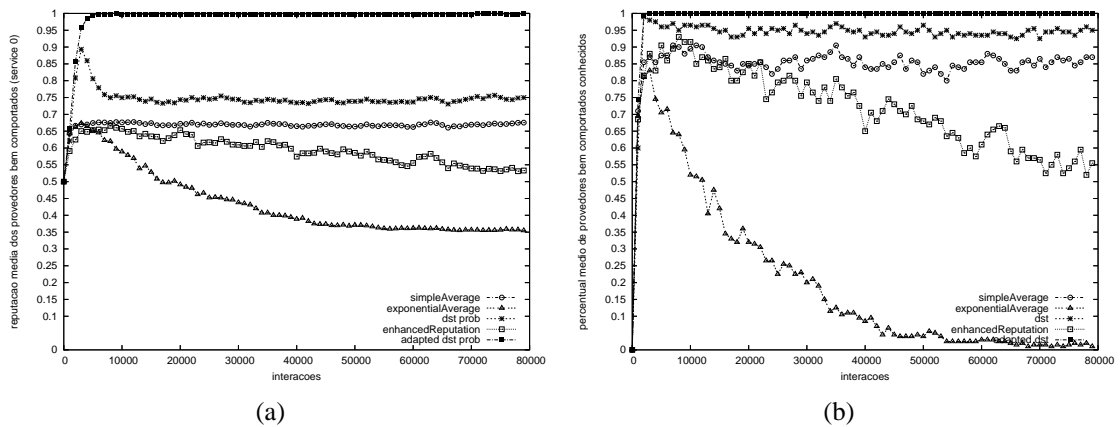 reputacao media dos provedores bem comportados (service 0)
1
0.95
0.9
0.85
0.8
0.75
0.7
0.65
0.6
0.55
0.5
0.45
0.4
0.35
0.3
0.25
0.2
0.15
0.1
0.05
0
simpleAverage
exponentialAverage
dst prob
enhancedReputation
adapted dst prob
0 10000 20000 30000 40000 50000 60000 70000 80000
interacoes
(a)
percentual medio de provedores bem comportados conhecidos
1
0.95
0.9
0.85
0.8
0.75
0.7
0.65
0.6
0.55
0.5
0.45
0.4
0.35
0.3
0.25
0.2
0.15
0.1
0.05
0
simpleAverage
exponentialAverage
dst
enhancedReputation
adapted dst
0 10000 20000 30000 40000 50000 60000 70000 80000
interacoes
(b)